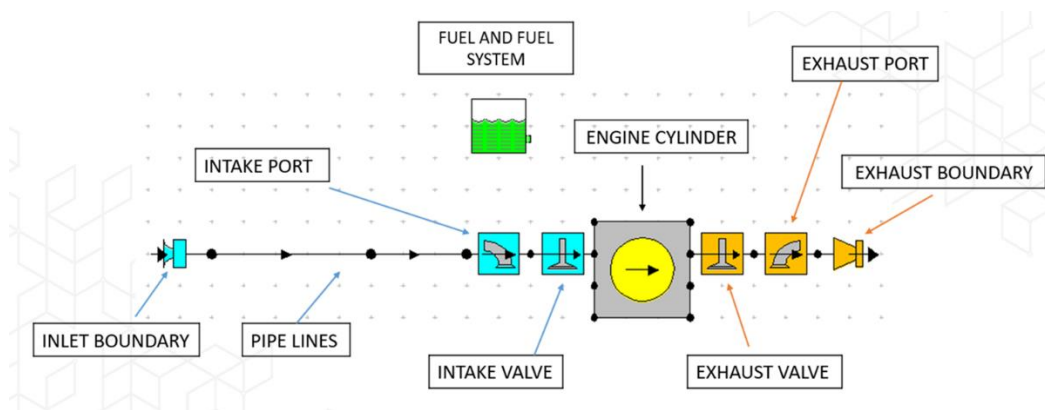 FUEL AND FUEL
SYSTEM
EXHAUST PORT
ENGINE CYLINDER
INTAKE PORT
EXHAUST BOUNDARY
INLET BOUNDARY
PIPE LINES
INTAKE VALVE
EXHAUST VALVE